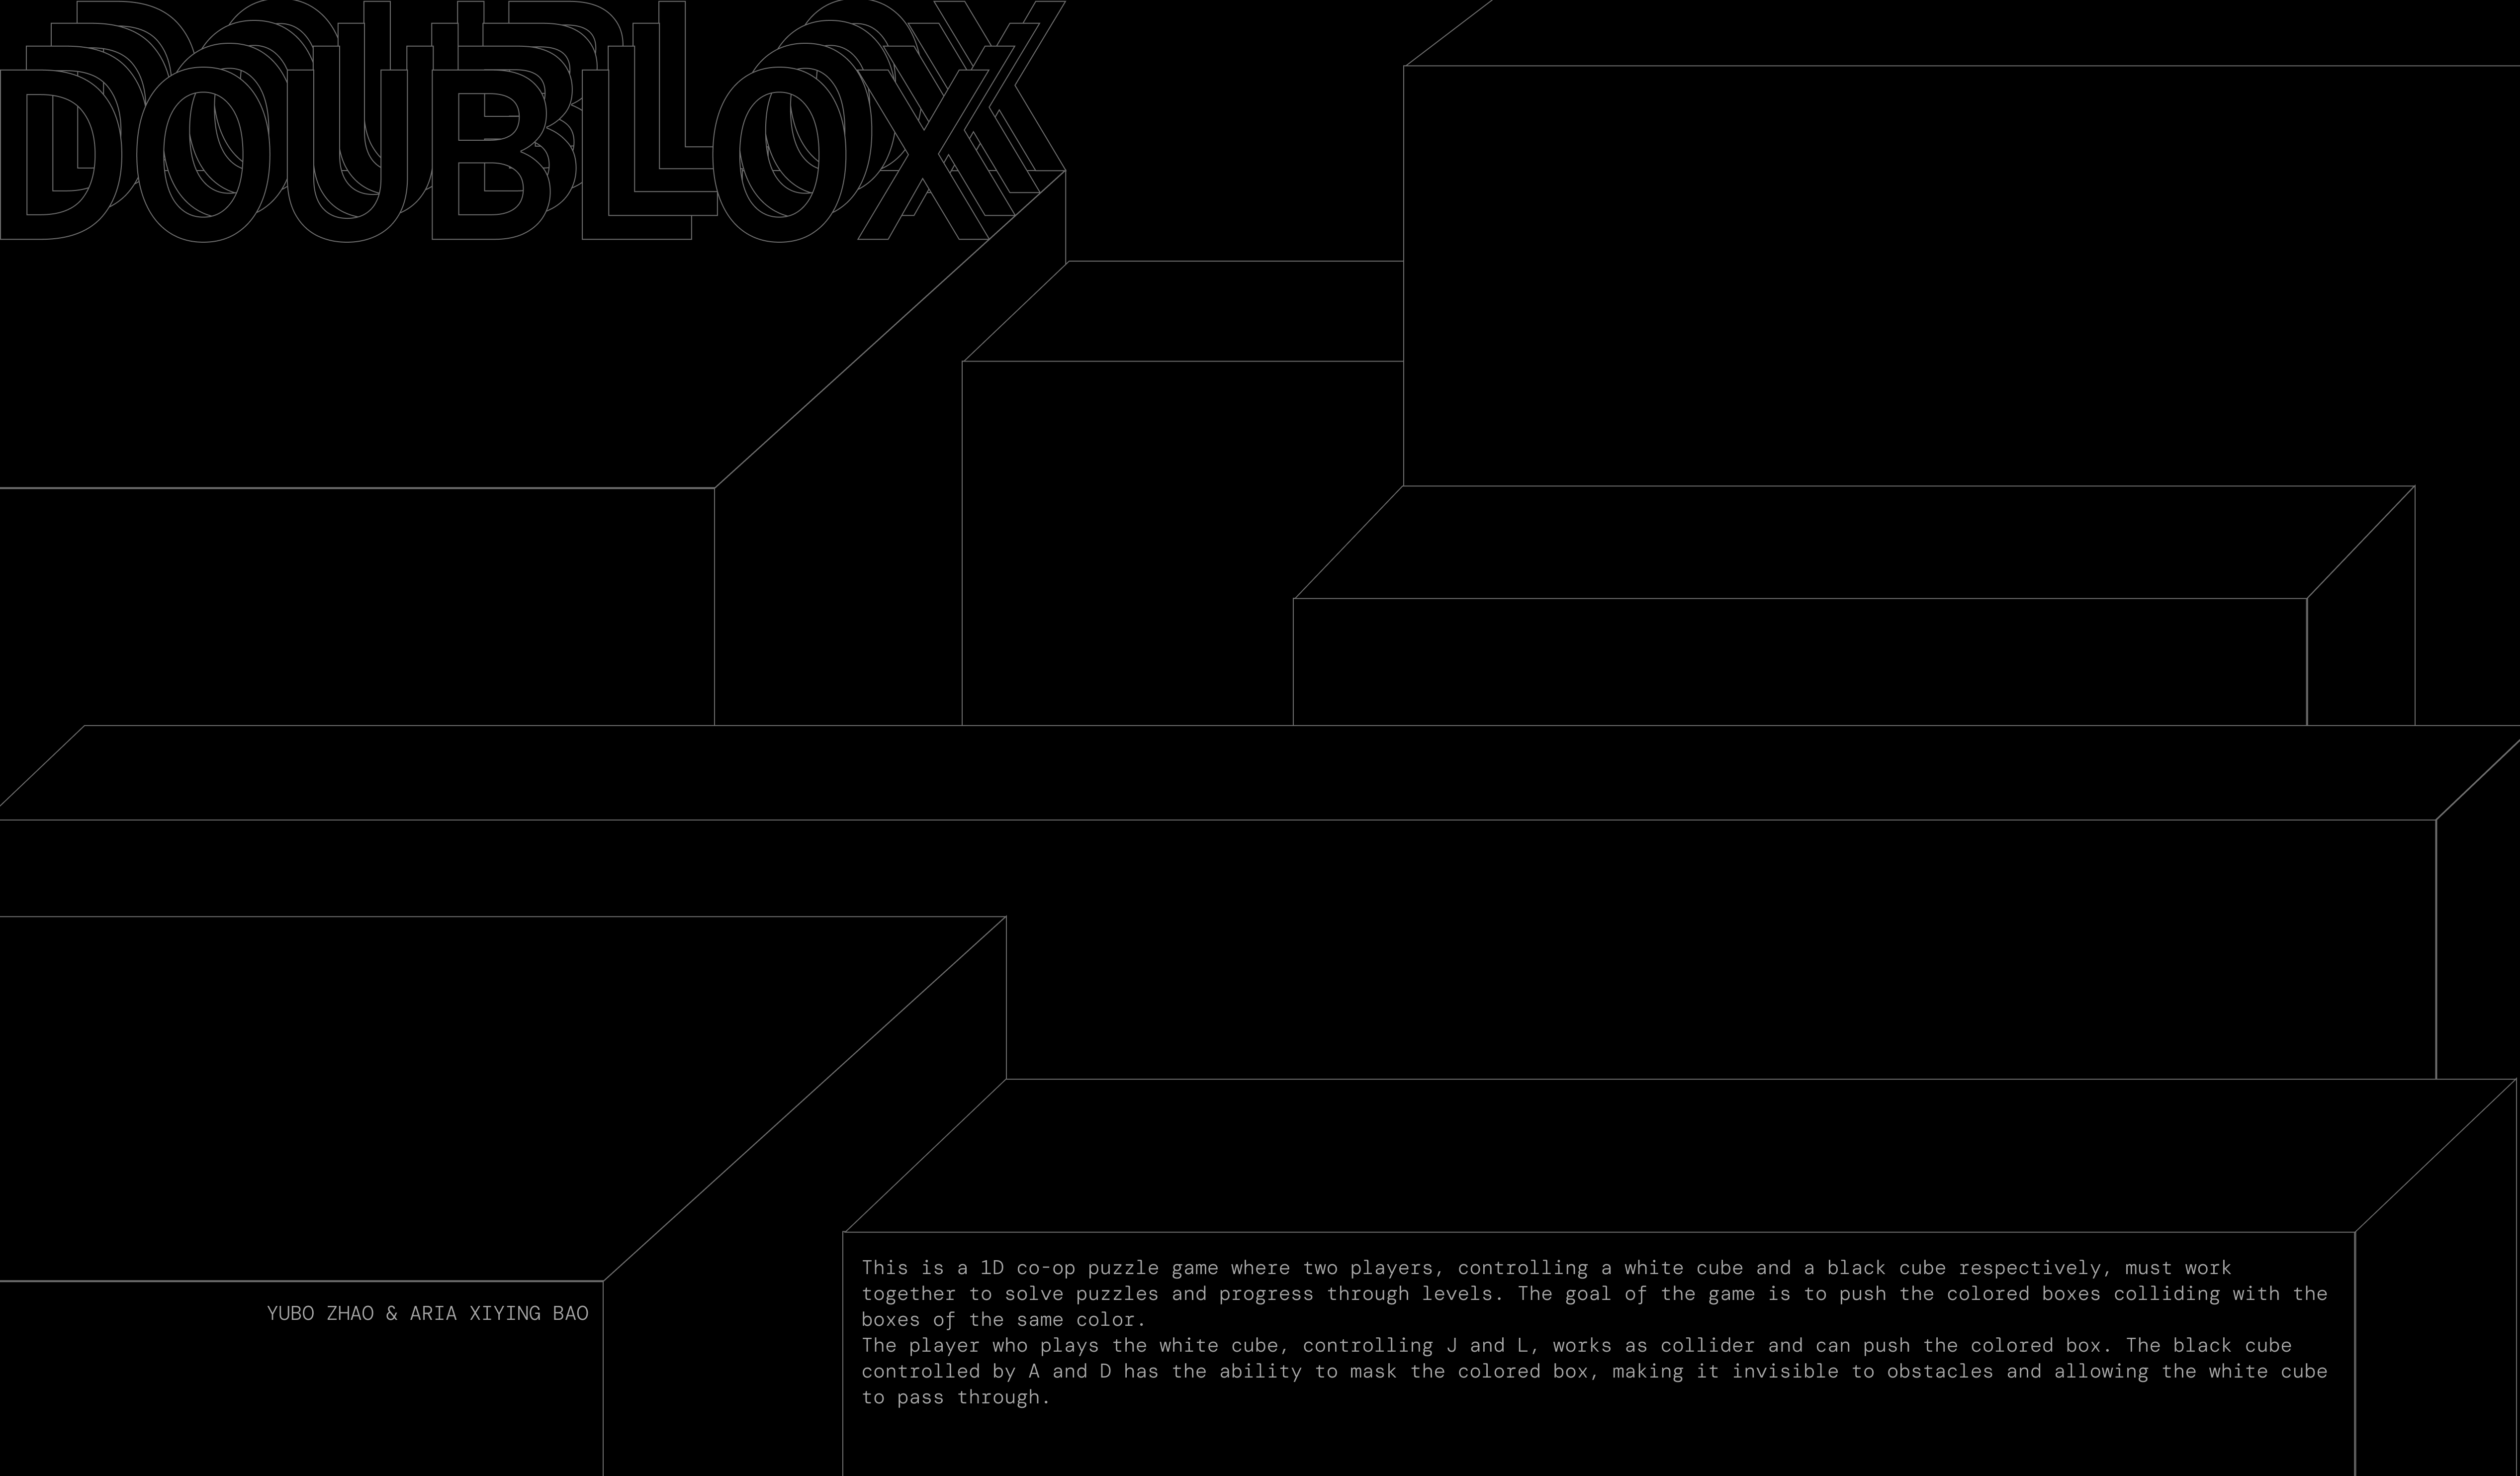 DOUBLOX
YUBO ZHAO & ARIA XIYING BAO
This is a 1D co-op puzzle game where two players, controlling a white cube and a black cube respectively, must work
together to solve puzzles and progress through levels. The goal of the game is to push the colored boxes colliding with the
boxes of the same color.
The player who plays the white cube, controlling J and L, works as collider and can push the colored box. The black cube
controlled by A and D has the ability to mask the colored box, making it invisible to obstacles and allowing the white cube
to pass through.